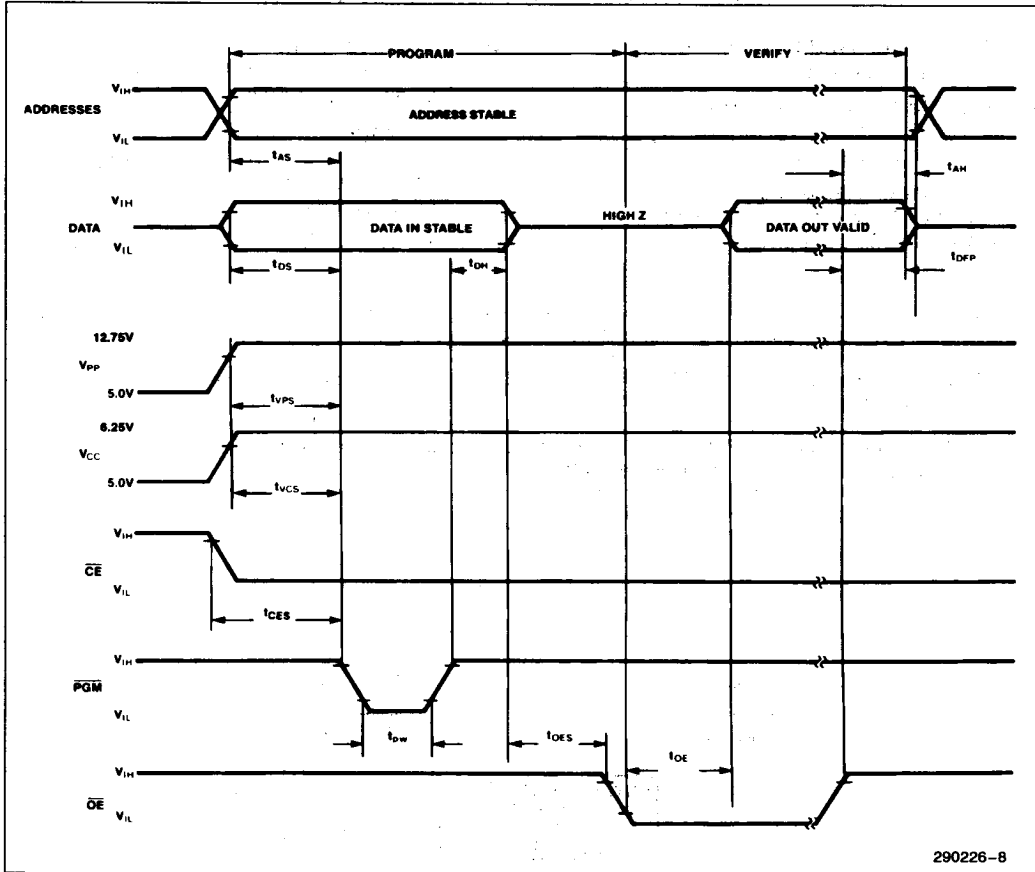 PROGRAM VERIFY
VIH
ADDRESSES ADDRESS STABLE
VIL
tAS tAH
VIH
DATA DATA IN STABLE HIGH Z DATA OUT VALID
VIL
tDS tDH tDFP
12.75V
VPP
5.0V tVPS
6.25V
VCC
5.0V tVCS
VIH
CE
VIL
tCES
VIH
PGM
VIL
tPW tOES tOE
VIH
OE
VIL
290226-8